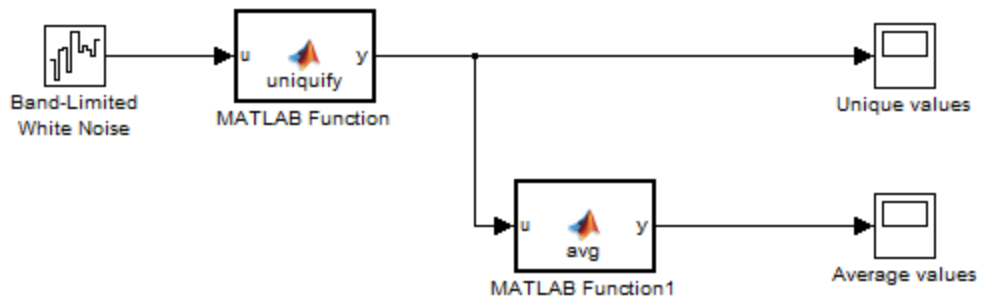 u
y
uniquify
Band-Limited
White Noise
MATLAB Function
Unique values
u
y
avg
MATLAB Function1
Average values